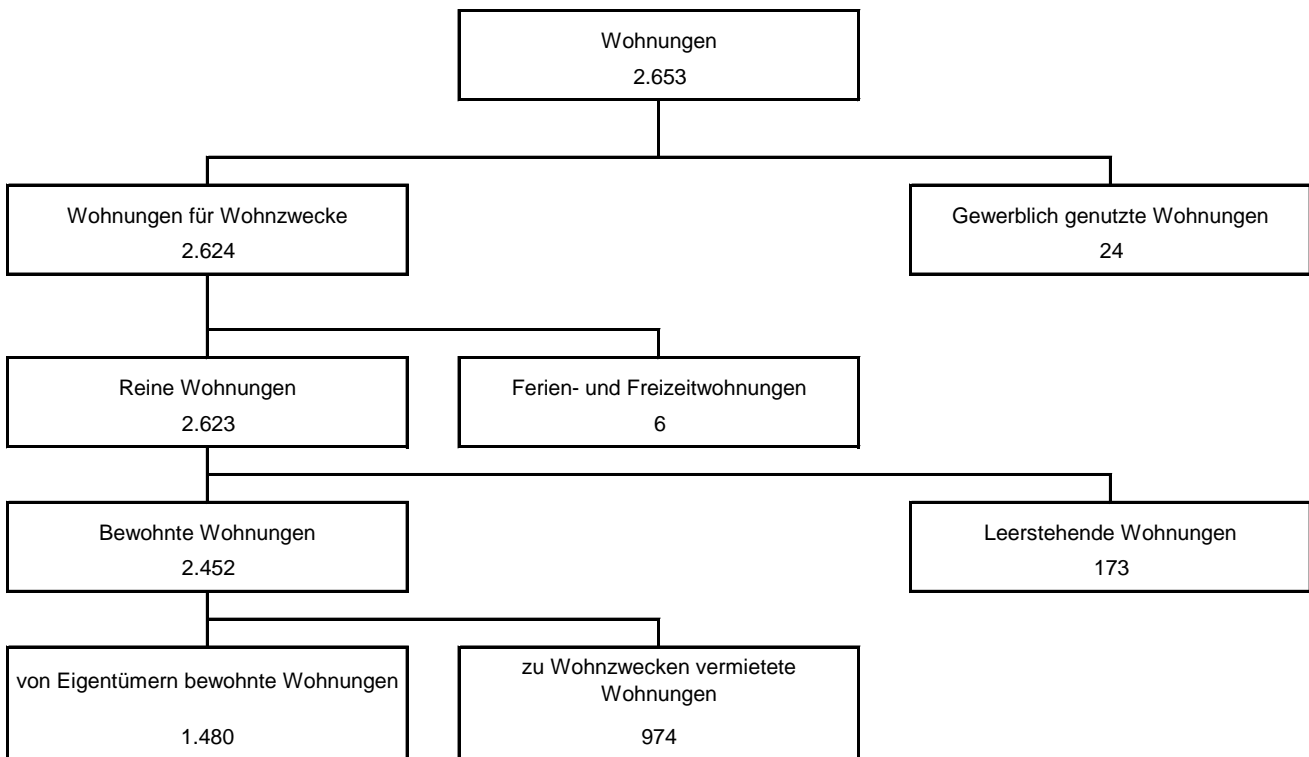 Wohnungen
2.653
Wohnungen für Wohnzwecke
2.624
Gewerblich genutzte Wohnungen
24
Reine Wohnungen
2.623
Ferien- und Freizeitwohnungen
6
Bewohnte Wohnungen
2.452
Leerstehende Wohnungen
173
von Eigentümern bewohnte Wohnungen
1.480
zu Wohnzwecken vermietete
Wohnungen
974